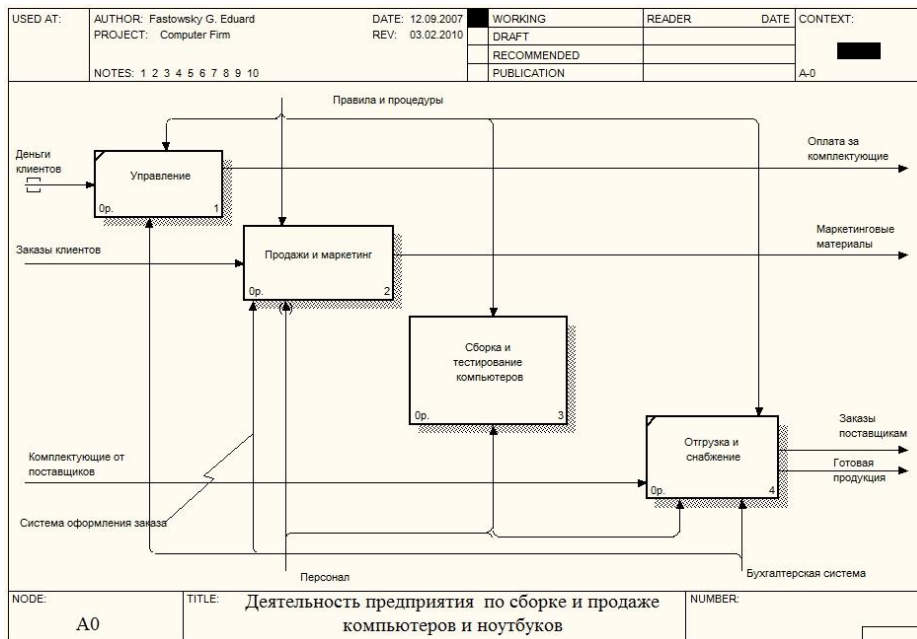 USED AT:
AUTHOR: Fastowsky G. Eduard
DATE: 12.09.2007
WORKING
READER
DATE
CONTEXT:
PROJECT: Computer Firm
REV: 03.02.2010
DRAFT
RECOMMENDED
NOTES: 1 2 3 4 5 6 7 8 9 10
PUBLICATION
A-0
Правила и процедуры
Деньги
клиентов
Управление
0р.
1
Оплата за
комплектующие
Заказы клиентов
Продажи и маркетинг
0р.
2
Маркетинговые
материалы
Сборка и
тестирование
компьютеров
0р.
3
Отгрузка и
снабжение
0р.
4
Заказы
поставщикам
Готовая
продукция
Комплектующие от
поставщиков
Система оформления заказа
Персонал
Бухгалтерская система
NODE:
A0
TITLE:
Деятельность предприятия по сборке и продаже
компьютеров и ноутбуков
NUMBER: